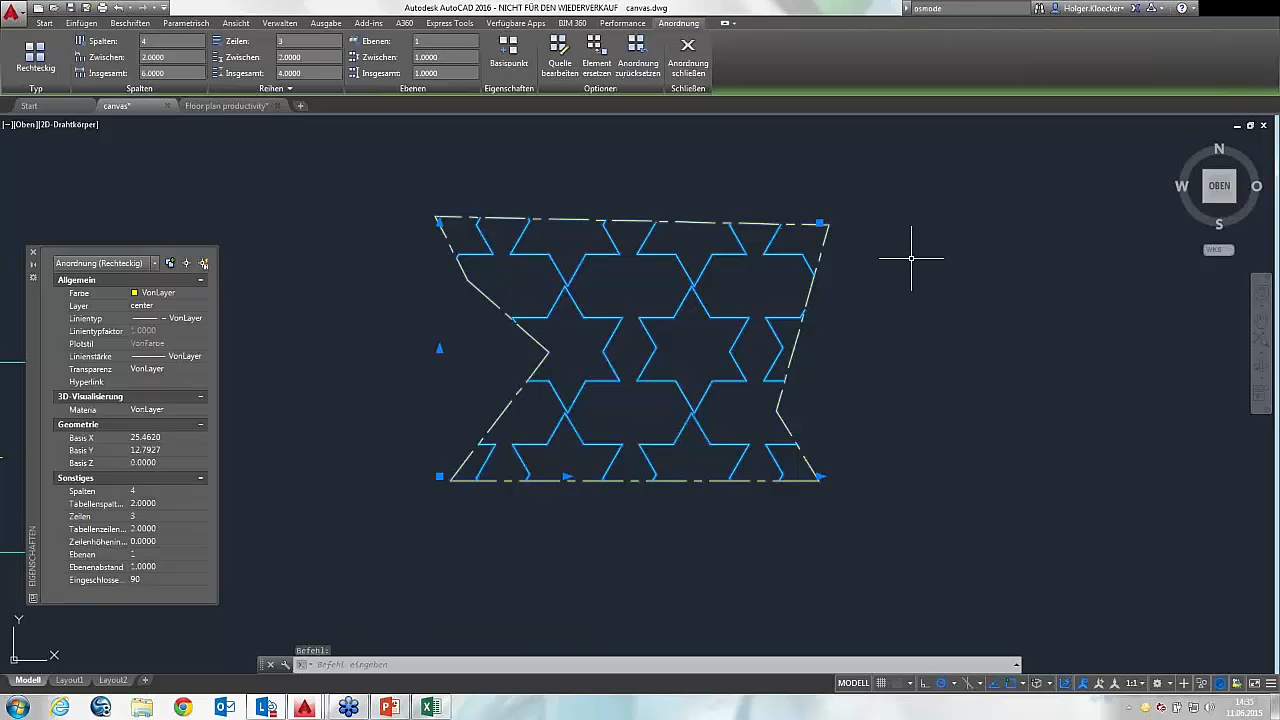 Autodesk AutoCAD 2016 - NICHT FÜR DEN WIEDERVERKAUF canvas.dwg
osmode
Holger.Kloecker...
Start Einfügen Beschriften Parametrisch Ansicht Verwalten Ausgabe Add-ins A360 Express Tools Verfügbare Apps BIM 360 Performance Anordnung
Spalten: 4 Zeilen: 3 Ebenen: 1
Zwischen: 2.0000 Zwischen: 2.0000 Zwischen: 1.0000
Insgesamt: 6.0000 Insgesamt: 4.0000 Insgesamt: 1.0000
Rechteckig
Basispunkt
Quelle bearbeiten
Element ersetzen
Anordnung zurücksetzen
Anordnung schließen
Typ Spalten Reihen Ebenen Eigenschaften Optionen Schließen
Start canvas* Floor plan productivity*
[−][Oben][2D-Drahtkörper]
N
W OBEN O
S
WKS
Anordnung (Rechteckig)
Allgemein
Farbe VonLayer
Layer center
Linientyp VonLayer
Linientypfaktor 1.0000
Plotstil VonFarbe
Linienstärke VonLayer
Transparenz VonLayer
Hyperlink
3D-Visualisierung
Materia VonLayer
Geometrie
Basis X 25.4620
Basis Y 12.7927
Basis Z 0.0000
Sonstiges
Spalten 4
Tabellenspalt... 2.0000
Zeilen 3
Tabellenzeilen... 2.0000
Zeilenhöhenin... 0.0000
Ebenen 1
Ebenenabstand 1.0000
Eingeschlosse... 90
EIGENSCHAFTEN
Y
X
Befehl:
Befehl eingeben
Modell Layout1 Layout2 +
MODELL
1:1
14:35
11.06.2015